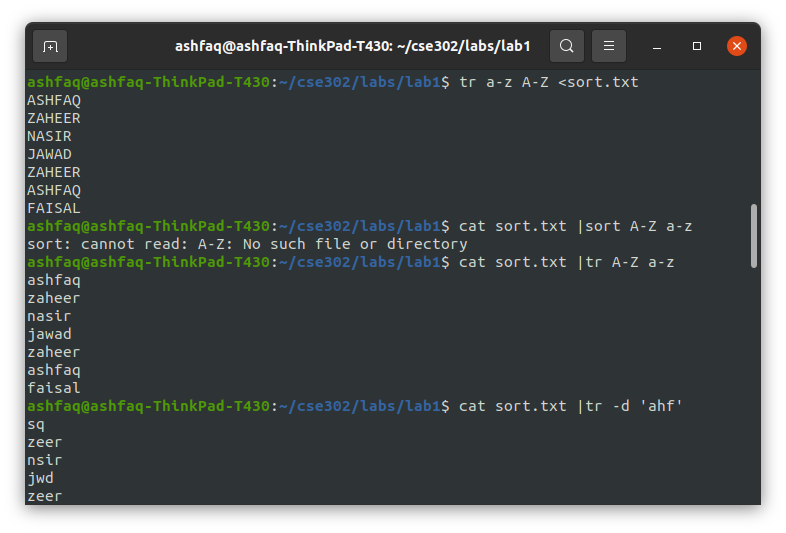 ashfaq@ashfaq-ThinkPad-T430: ~/cse302/labs/lab1
ashfaq@ashfaq-ThinkPad-T430:~/cse302/labs/lab1$ tr a-z A-Z <sort.txt
ASHFAQ
ZAHEER
NASIR
JAWAD
ZAHEER
ASHFAQ
FAISAL
ashfaq@ashfaq-ThinkPad-T430:~/cse302/labs/lab1$ cat sort.txt |sort A-Z a-z
sort: cannot read: A-Z: No such file or directory
ashfaq@ashfaq-ThinkPad-T430:~/cse302/labs/lab1$ cat sort.txt |tr A-Z a-z
ashfaq
zaheer
nasir
jawad
zaheer
ashfaq
faisal
ashfaq@ashfaq-ThinkPad-T430:~/cse302/labs/lab1$ cat sort.txt |tr -d 'ahf'
sq
zeer
nsir
jwd
zeer